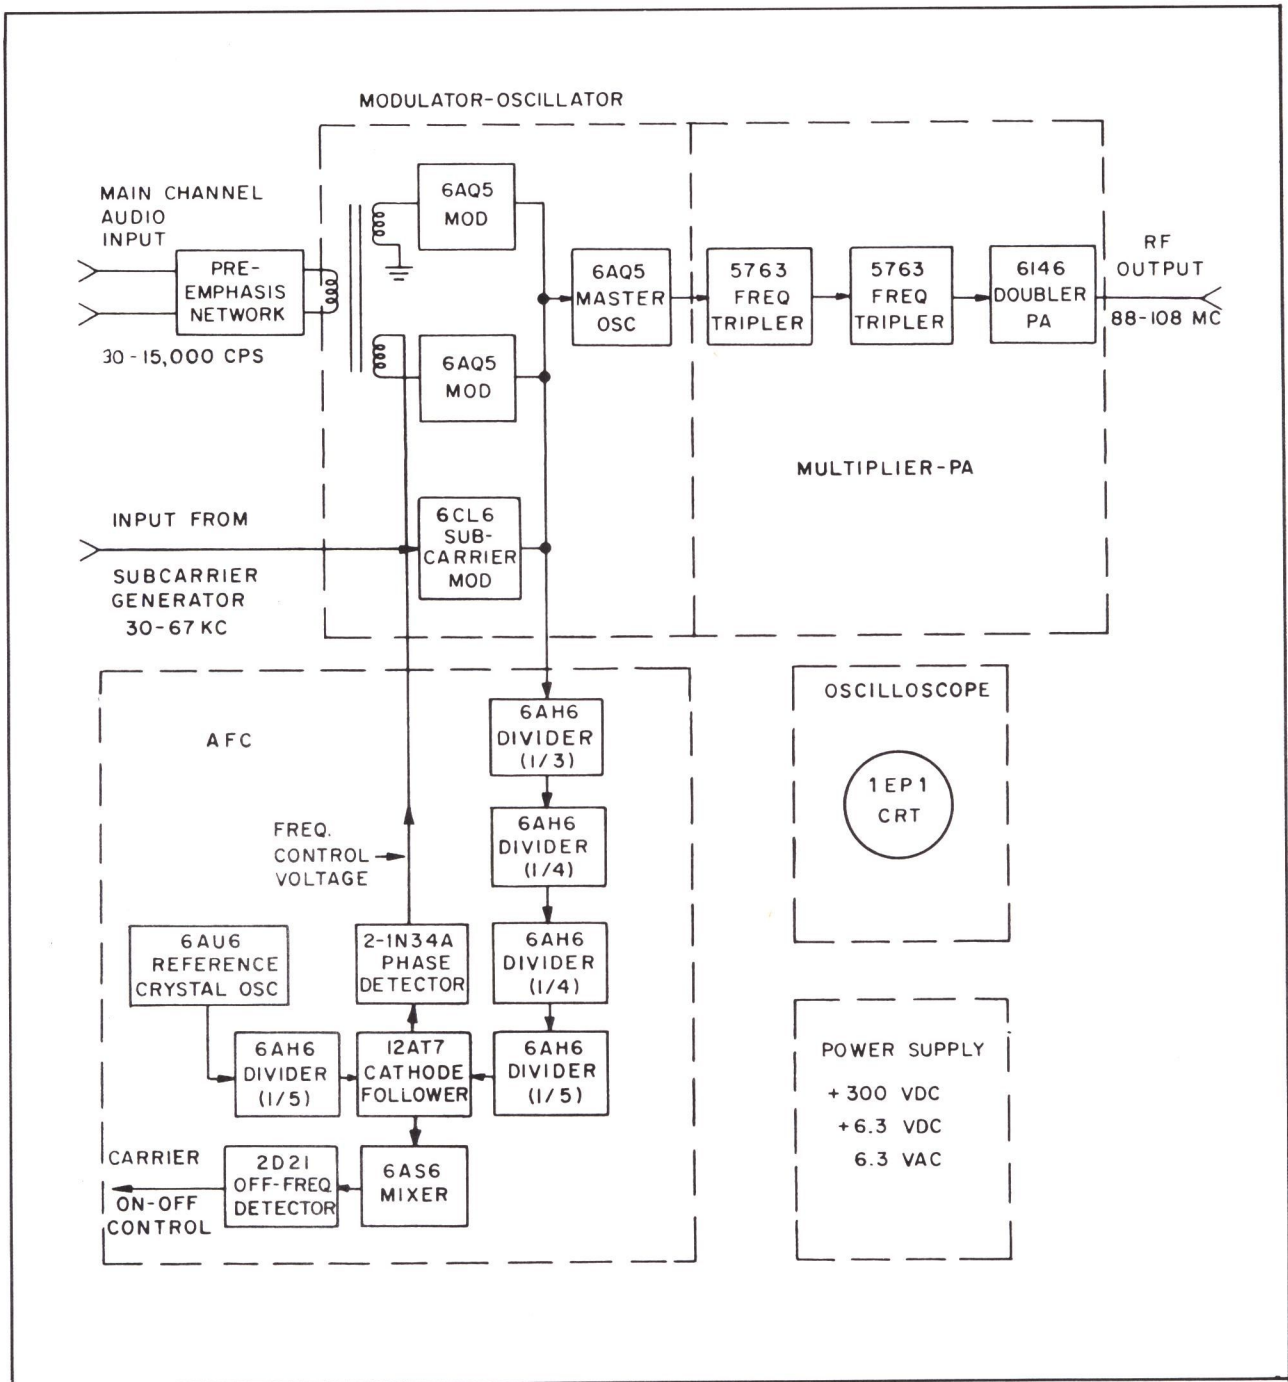 MODULATOR-OSCILLATOR
MAIN CHANNEL
AUDIO
INPUT
PRE-
EMPHASIS
NETWORK
30-15,000 CPS
6AQ5
MOD
6AQ5
MOD
6AQ5
MASTER
OSC
5763
FREQ
TRIPLER
5763
FREQ
TRIPLER
6146
DOUBLER
PA
RF
OUTPUT
88-108 MC
MULTIPLIER-PA
INPUT FROM
SUBCARRIER
GENERATOR
30-67 KC
6CL6
SUB-
CARRIER
MOD
AFC
6AH6
DIVIDER
(1/3)
6AH6
DIVIDER
(1/4)
6AH6
DIVIDER
(1/4)
6AH6
DIVIDER
(1/5)
FREQ.
CONTROL
VOLTAGE
6AU6
REFERENCE
CRYSTAL OSC
2-1N34A
PHASE
DETECTOR
6AH6
DIVIDER
(1/5)
12AT7
CATHODE
FOLLOWER
CARRIER
ON-OFF
CONTROL
2D21
OFF-FREQ
DETECTOR
6AS6
MIXER
OSCILLOSCOPE
1EP1
CRT
POWER SUPPLY
+300 VDC
+6.3 VDC
6.3 VAC